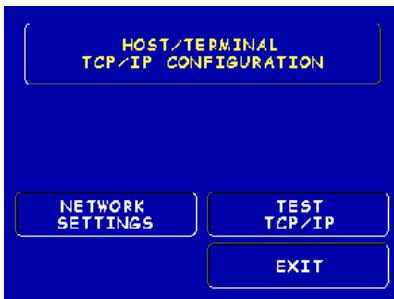 HOST/TERMINAL
TCP/IP CONFIGURATION
NETWORK
SETTINGS
TEST
TCP/IP
EXIT